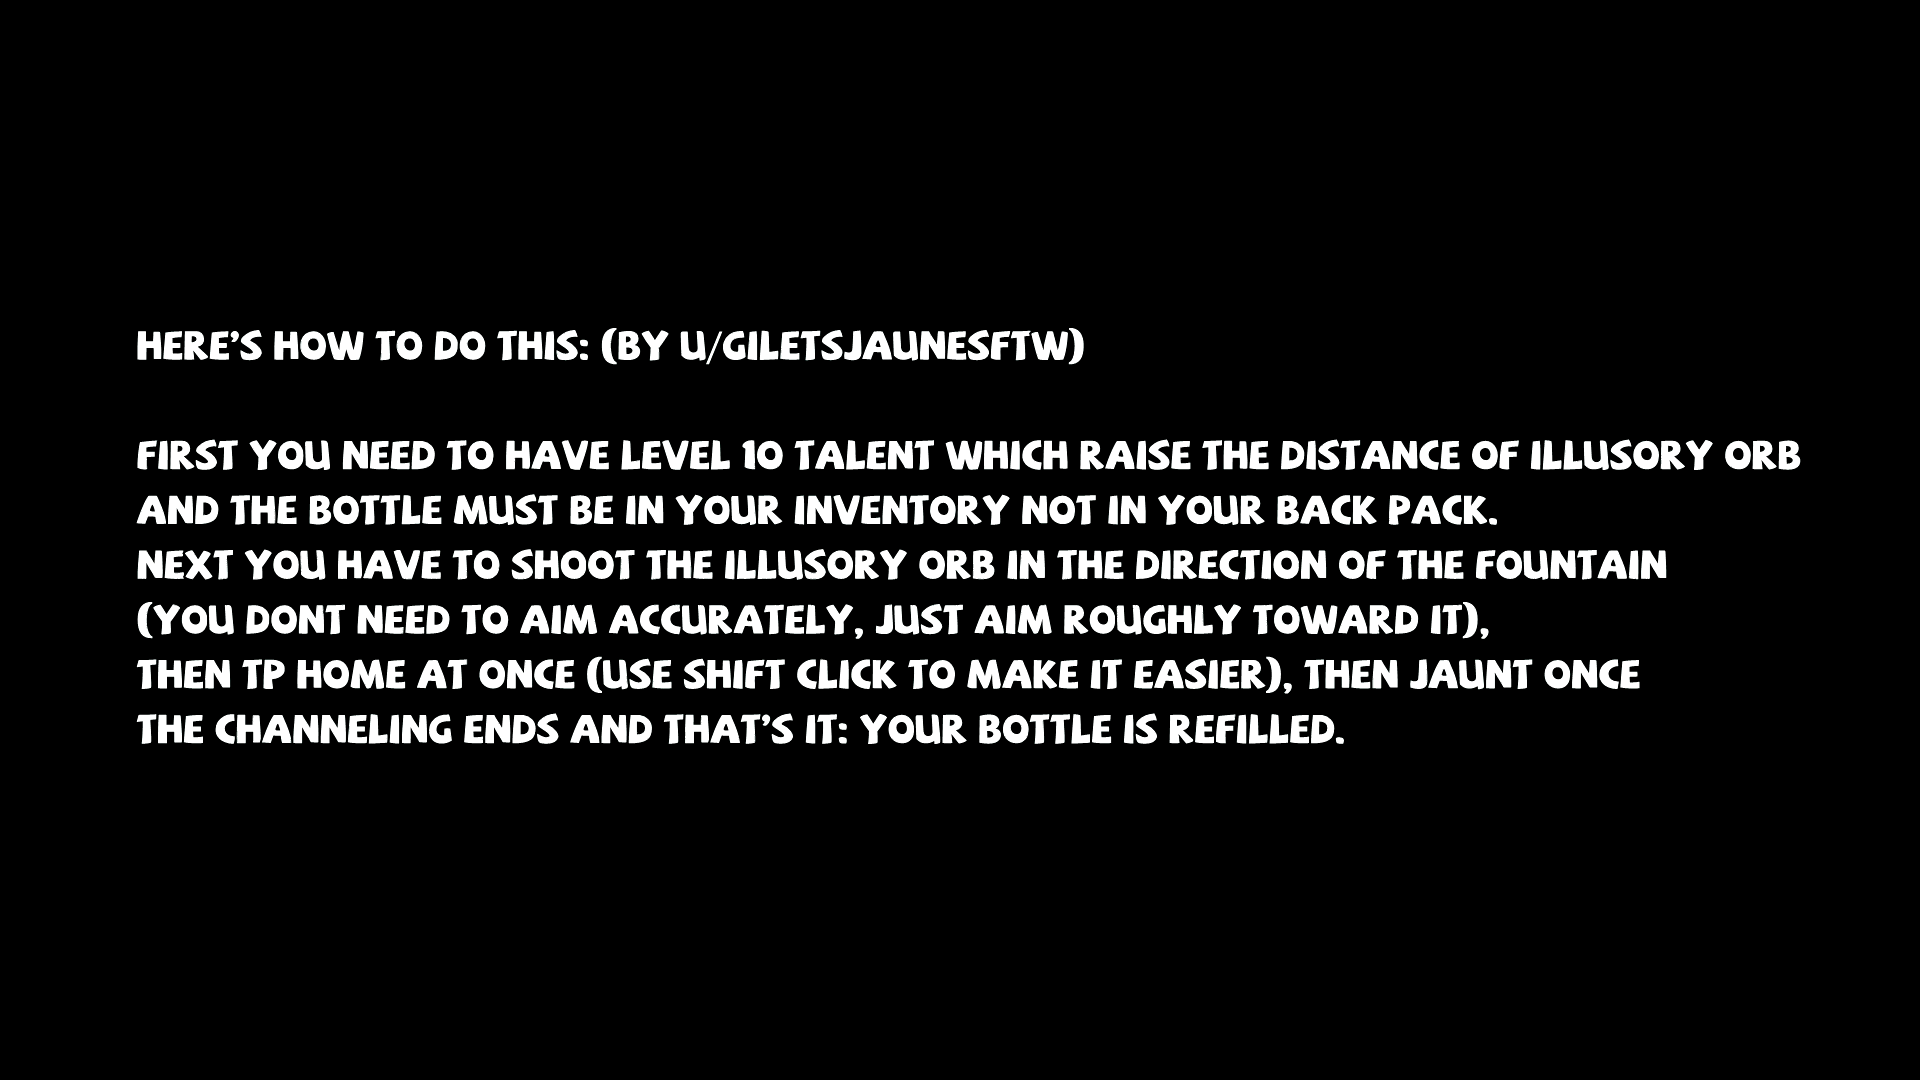 HERE'S HOW TO DO THIS: (BY U/GILETSJAUNESFTW)
FIRST YOU NEED TO HAVE LEVEL 10 TALENT WHICH RAISE THE DISTANCE OF ILLUSORY ORB
AND THE BOTTLE MUST BE IN YOUR INVENTORY NOT IN YOUR BACK PACK.
NEXT YOU HAVE TO SHOOT THE ILLUSORY ORB IN THE DIRECTION OF THE FOUNTAIN
(YOU DONT NEED TO AIM ACCURATELY, JUST AIM ROUGHLY TOWARD IT),
THEN TP HOME AT ONCE (USE SHIFT CLICK TO MAKE IT EASIER), THEN JAUNT ONCE
THE CHANNELING ENDS AND THAT'S IT: YOUR BOTTLE IS REFILLED.